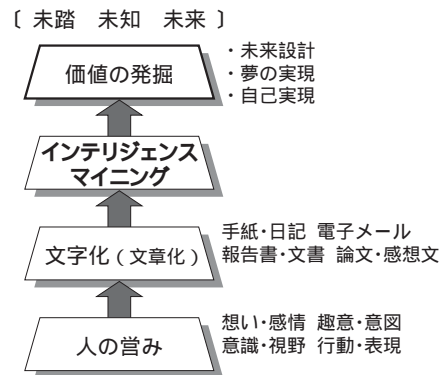 〔 未踏 未知 未来 〕
価値の発掘
・未来設計
・夢の実現
・自己実現
インテリジェンス
マイニング
文字化（文章化）
手紙・日記 電子メール
報告書・文書 論文・感想文
人の営み
想い・感情 趣意・意図
意識・視野 行動・表現